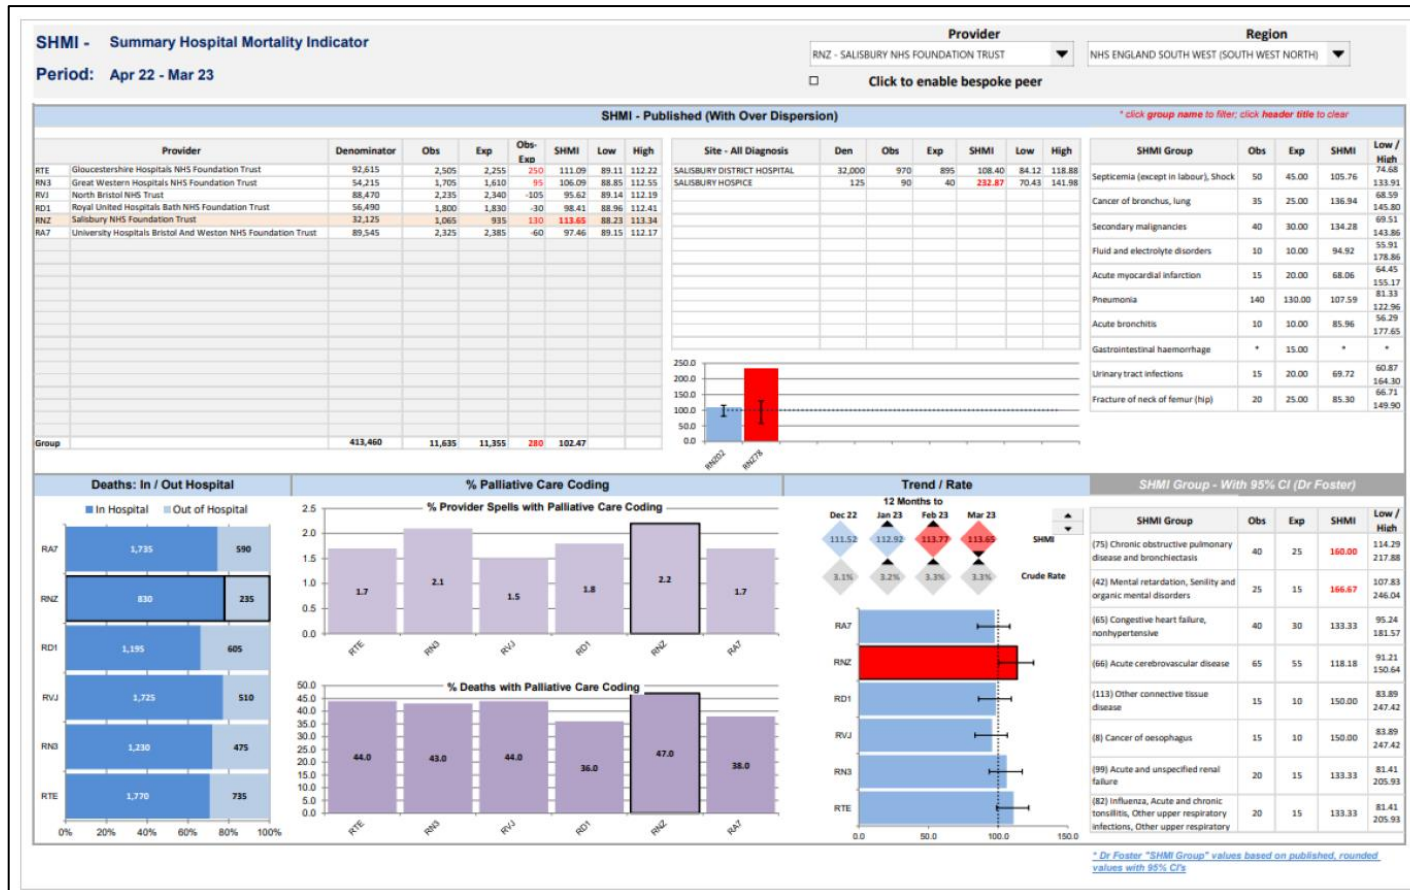 SHMI - Summary Hospital Mortality Indicator
Period: Apr 22 - Mar 23
Provider
RNZ - SALISBURY NHS FOUNDATION TRUST
Region
NHS ENGLAND SOUTH WEST (SOUTH WEST NORTH)
Click to enable bespoke peer
SHMI - Published (With Over Dispersion)
* click group name to filter; click header title to clear
Provider Denominator Obs Exp Obs-Exp SHMI Low High
RTE Gloucestershire Hospitals NHS Foundation Trust 92,615 2,505 2,255 250 111.09 89.11 112.22
RN3 Great Western Hospitals NHS Foundation Trust 54,215 1,705 1,610 95 106.09 88.85 112.55
RVJ North Bristol NHS Trust 88,470 2,235 2,340 -105 95.62 89.14 112.19
RD1 Royal United Hospitals Bath NHS Foundation Trust 56,490 1,800 1,830 -30 98.41 88.96 112.41
RNZ Salisbury NHS Foundation Trust 32,125 1,065 935 130 113.65 88.23 113.34
RA7 University Hospitals Bristol And Weston NHS Foundation Trust 89,545 2,325 2,385 -60 97.46 89.15 112.17
Group 413,460 11,635 11,355 280 102.47
Site - All Diagnosis Den Obs Exp SHMI Low High
SALISBURY DISTRICT HOSPITAL 32,000 970 895 108.40 84.12 118.88
SALISBURY HOSPICE 125 90 40 232.87 70.43 141.98
250.0
200.0
150.0
100.0
50.0
0.0
RNZ02 RNZ78
SHMI Group Obs Exp SHMI Low / High
Septicemia (except in labour), Shock 50 45.00 105.76 74.68 133.91
Cancer of bronchus, lung 35 25.00 136.94 68.59 145.80
Secondary malignancies 40 30.00 134.28 69.51 143.86
Fluid and electrolyte disorders 10 10.00 94.92 55.91 178.86
Acute myocardial infarction 15 20.00 68.06 64.45 155.17
Pneumonia 140 130.00 107.59 81.33 122.96
Acute bronchitis 10 10.00 85.96 56.29 177.65
Gastrointestinal haemorrhage * 15.00 * *
Urinary tract infections 15 20.00 69.72 60.87 164.30
Fracture of neck of femur (hip) 20 25.00 85.30 66.71 149.90
Deaths: In / Out Hospital
In Hospital Out of Hospital
RA7 1,735 590
RNZ 830 235
RD1 1,195 605
RVJ 1,725 510
RN3 1,230 475
RTE 1,770 735
0% 20% 40% 60% 80% 100%
% Palliative Care Coding
% Provider Spells with Palliative Care Coding
2.5
2.0
1.5
1.0
0.5
0.0
1.7 2.1 1.5 1.8 2.2 1.7
RTE RN3 RVJ RD1 RNZ RA7
% Deaths with Palliative Care Coding
50.0
45.0
40.0
35.0
30.0
25.0
20.0
15.0
10.0
5.0
0.0
44.0 43.0 44.0 36.0 47.0 38.0
RTE RN3 RVJ RD1 RNZ RA7
Trend / Rate
12 Months to
Dec 22 Jan 23 Feb 23 Mar 23
111.52 112.92 113.77 113.65 SHMI
3.1% 3.2% 3.3% 3.3% Crude Rate
RA7
RNZ
RD1
RVJ
RN3
RTE
0.0 50.0 100.0 150.0
SHMI Group - With 95% CI (Dr Foster)
SHMI Group Obs Exp SHMI Low / High
(75) Chronic obstructive pulmonary disease and bronchiectasis 40 25 160.00 114.29 217.88
(42) Mental retardation, Senility and organic mental disorders 25 15 166.67 107.83 246.04
(65) Congestive heart failure, nonhypertensive 40 30 133.33 95.24 181.57
(66) Acute cerebrovascular disease 65 55 118.18 91.21 150.64
(113) Other connective tissue disease 15 10 150.00 83.89 247.42
(8) Cancer of oesophagus 15 10 150.00 83.89 247.42
(99) Acute and unspecified renal failure 20 15 133.33 81.41 205.93
(82) Influenza, Acute and chronic tonsillitis, Other upper respiratory infections, Other upper respiratory 20 15 133.33 81.41 205.93
* Dr Foster "SHMI Group" values based on published, rounded
values with 95% CI's